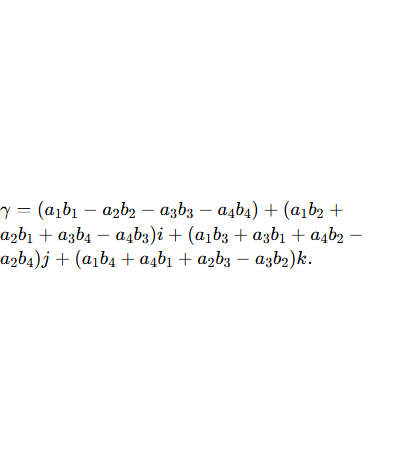 γ = (a₁b₁ − a₂b₂ − a₃b₃ − a₄b₄) + (a₁b₂ +
a₂b₁ + a₃b₄ − a₄b₃)i + (a₁b₃ + a₃b₁ + a₄b₂ −
a₂b₄)j + (a₁b₄ + a₄b₁ + a₂b₃ − a₃b₂)k.